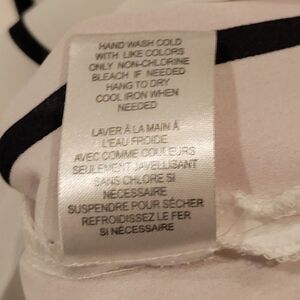 HAND WASH COLD
WITH LIKE COLORS
ONLY NON-CHLORINE
BLEACH IF NEEDED
HANG TO DRY
COOL IRON WHEN
NEEDED
LAVER À LA MAIN À
L'EAU FROIDE
AVEC COMME COULEURS
SEULEMENT JAVELLISANT
SANS CHLORE SI
NÉCESSAIRE
SUSPENDRE POUR SÉCHER
REFROIDISSEZ LE FER
SI NÉCESSAIRE